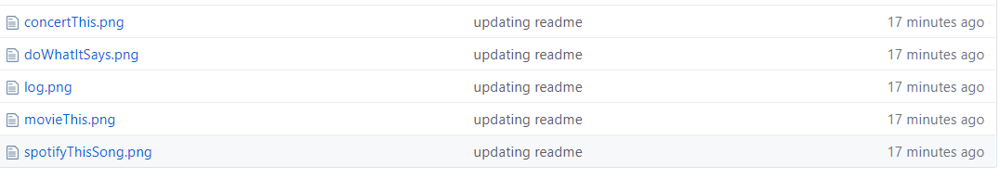 concertThis.png updating readme 17 minutes ago
doWhatItSays.png updating readme 17 minutes ago
log.png updating readme 17 minutes ago
movieThis.png updating readme 17 minutes ago
spotifyThisSong.png updating readme 17 minutes ago